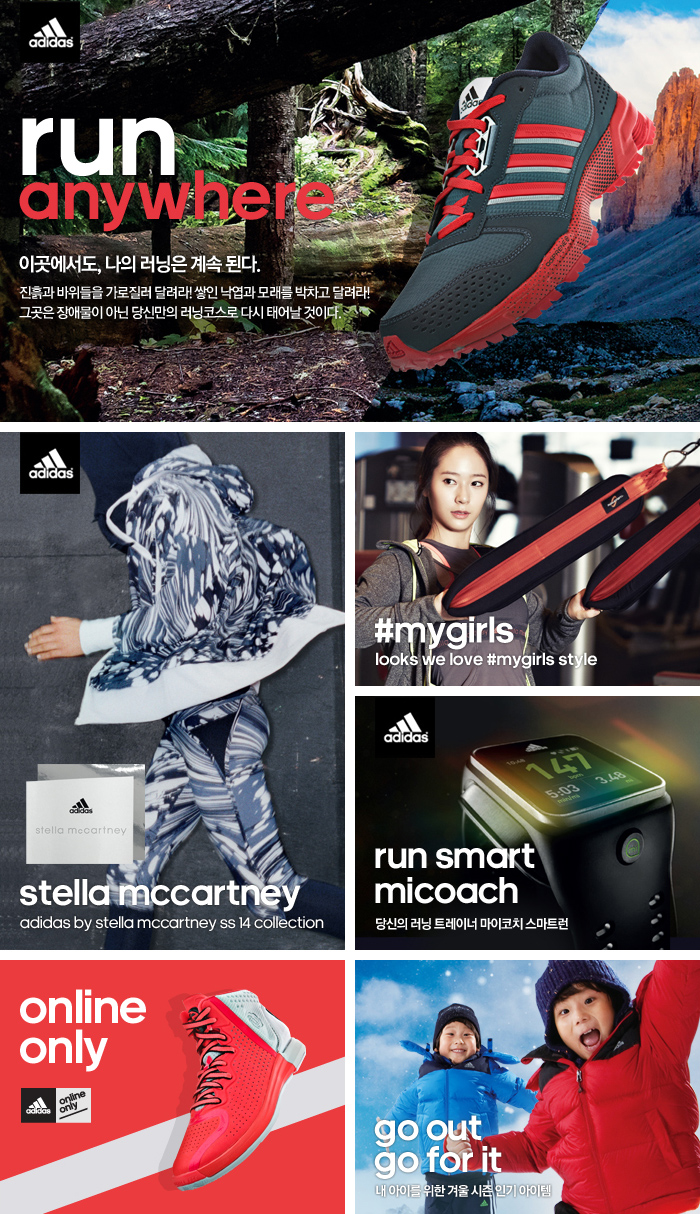 adidas
run
anywhere
이곳에서도, 나의 러닝은 계속 된다.
진흙과 바위들을 가로질러 달려라! 쌓인 낙엽과 모래를 박차고 달려라!
그곳은 장애물이 아닌 당신만의 러닝코스로 다시 태어날 것이다.
adidas
adidas
stella mccartney
stella mccartney
adidas by stella mccartney ss 14 collection
#mygirls
looks we love #mygirls style
adidas
10:48
147
bpm
5:03
3.48
min/km
run smart
micoach
당신의 러닝 트레이너 마이코치 스마트런
online
only
adidas
online
only
go out
go for it
내 아이를 위한 겨울 시즌 인기 아이템